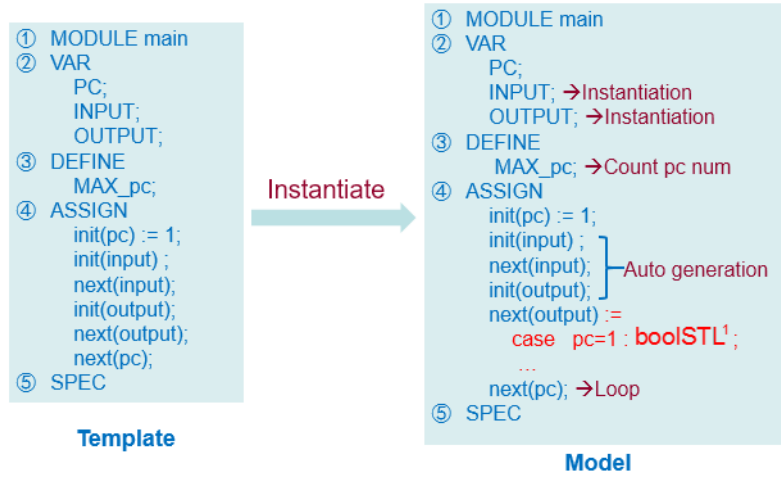 ① MODULE main
② VAR
PC;
INPUT;
OUTPUT;
③ DEFINE
MAX_pc;
④ ASSIGN
init(pc) := 1;
init(input) ;
next(input);
init(output);
next(output);
next(pc);
⑤ SPEC
Template
Instantiate
① MODULE main
② VAR
PC;
INPUT; →Instantiation
OUTPUT; →Instantiation
③ DEFINE
MAX_pc; →Count pc num
④ ASSIGN
init(pc) := 1;
init(input) ;
next(input);
init(output);
Auto generation
next(output) :=
case pc=1 : boolSTL¹ ;
...
next(pc); →Loop
⑤ SPEC
Model